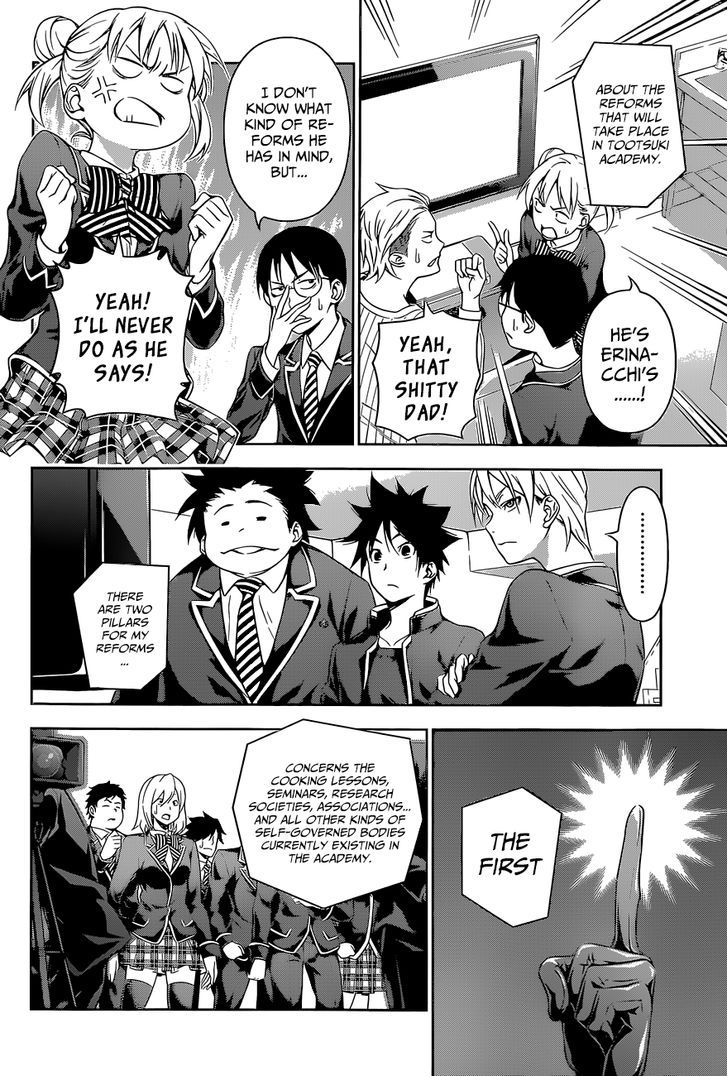 ABOUT THE
REFORMS
THAT WILL
TAKE PLACE
IN TOOTSUKI
ACADEMY.
HE'S
ERINA-
CCHI'S
.......!
YEAH,
THAT
SHITTY
DAD!
I DON'T
KNOW WHAT
KIND OF RE-
FORMS HE
HAS IN MIND,
BUT...
YEAH!
I'LL NEVER
DO AS HE
SAYS!
.........
THERE
ARE TWO
PILLARS
FOR MY
REFORMS
...
THE
FIRST
CONCERNS THE
COOKING LESSONS,
SEMINARS, RESEARCH
SOCIETIES, ASSOCIATIONS...
AND ALL OTHER KINDS OF
SELF-GOVERNED BODIES
CURRENTLY EXISTING IN
THE ACADEMY.